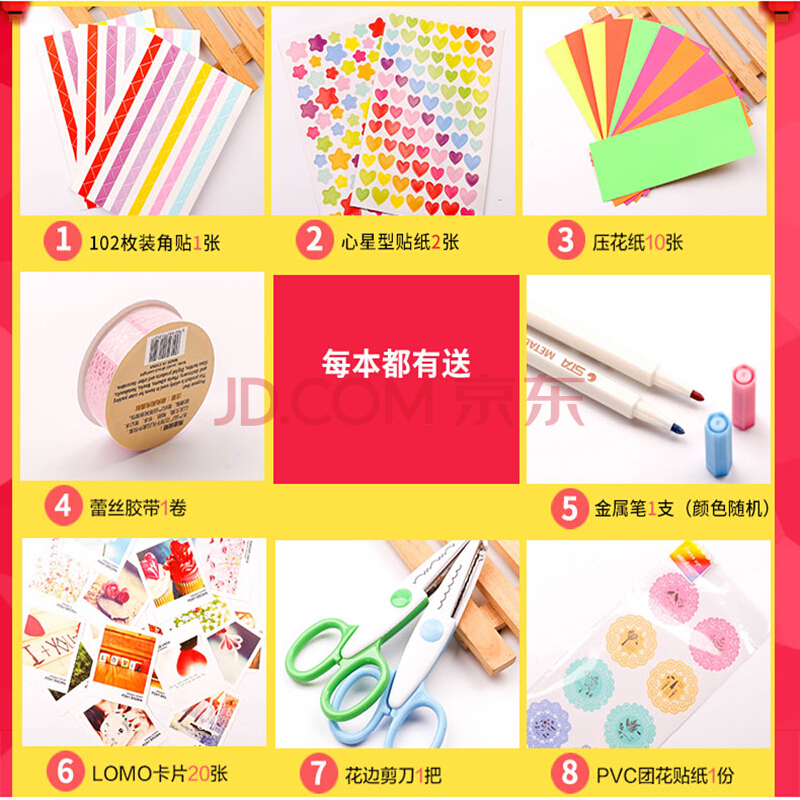 1 102枚装角贴1张
2 心星型贴纸2张
3 压花纸10张
每本都有送
JD.COM 京东
STA METAL
4 蕾丝胶带1卷
5 金属笔1支（颜色随机）
6 LOMO卡片20张
7 花边剪刀1把
8 PVC团花贴纸1份